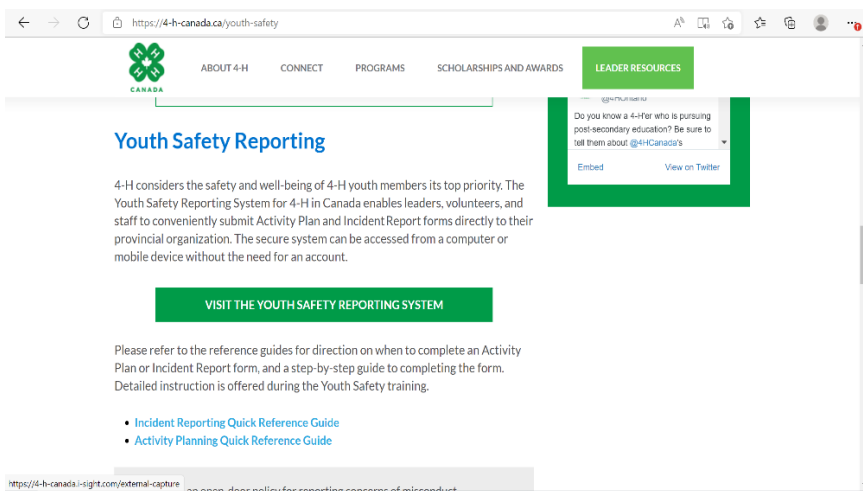 https://4-h-canada.ca/youth-safety
H H H H
CANADA
ABOUT 4-H CONNECT PROGRAMS SCHOLARSHIPS AND AWARDS LEADER RESOURCES
@4HOntario
Do you know a 4-H'er who is pursuing
post-secondary education? Be sure to
tell them about @4HCanada's
Embed View on Twitter
Youth Safety Reporting
4-H considers the safety and well-being of 4-H youth members its top priority. The
Youth Safety Reporting System for 4-H in Canada enables leaders, volunteers, and
staff to conveniently submit Activity Plan and Incident Report forms directly to their
provincial organization. The secure system can be accessed from a computer or
mobile device without the need for an account.
VISIT THE YOUTH SAFETY REPORTING SYSTEM
Please refer to the reference guides for direction on when to complete an Activity
Plan or Incident Report form, and a step-by-step guide to completing the form.
Detailed instruction is offered during the Youth Safety training.
• Incident Reporting Quick Reference Guide
• Activity Planning Quick Reference Guide
https://4-h-canada.i-sight.com/external-capture
an open-door policy for reporting concerns of misconduct